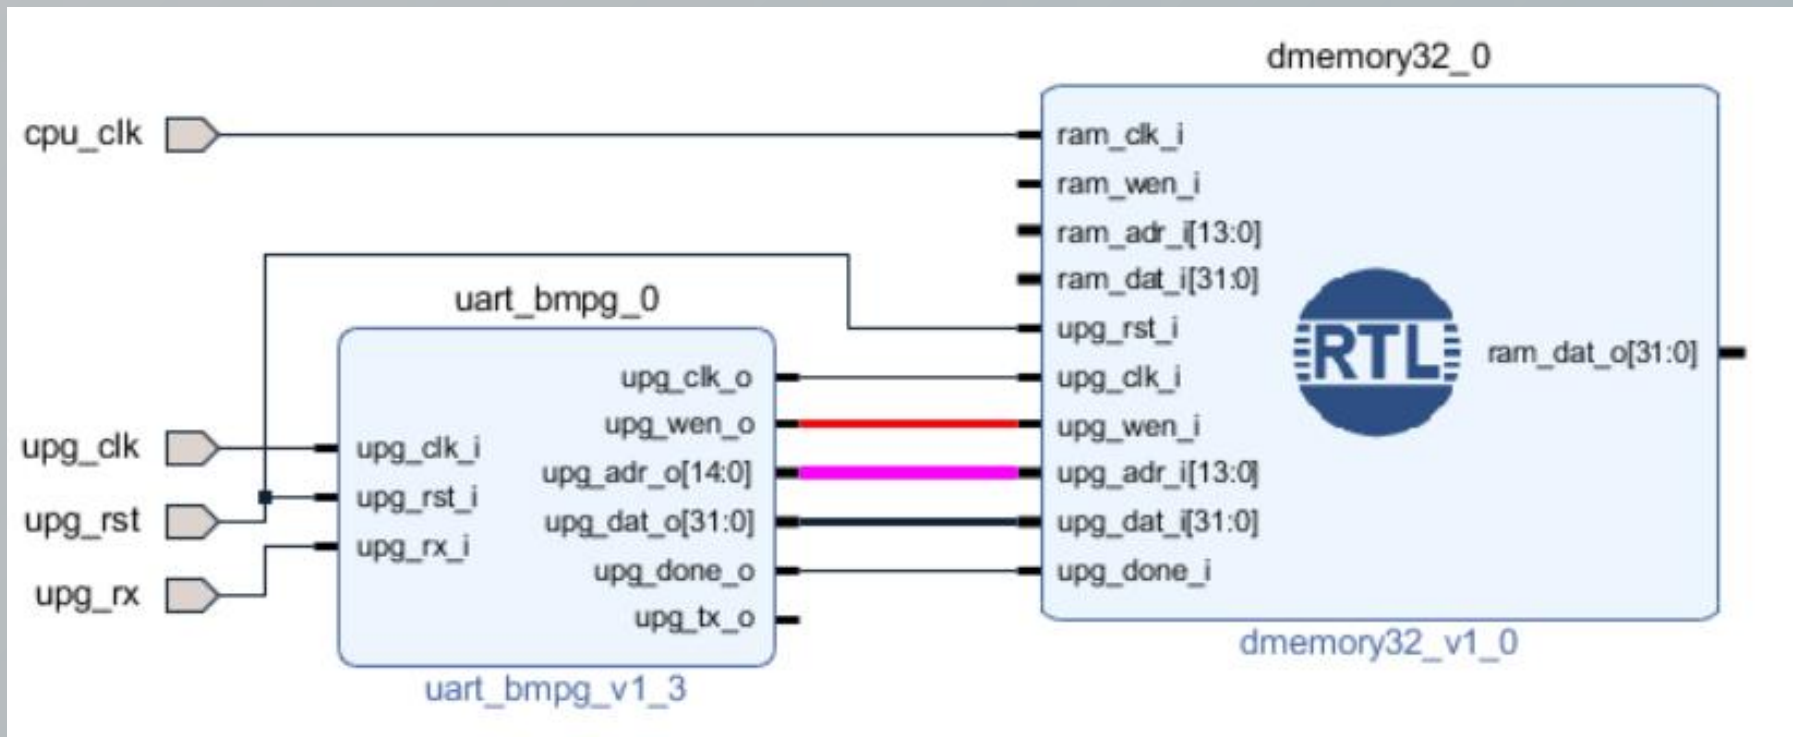 dmemory32_0
cpu_clk
ram_clk_i
ram_wen_i
ram_adr_i[13:0]
ram_dat_i[31:0]
upg_rst_i
upg_clk_i
upg_wen_i
upg_adr_i[13:0]
upg_dat_i[31:0]
upg_done_i
RTL
ram_dat_o[31:0]
dmemory32_v1_0
uart_bmpg_0
upg_clk
upg_rst
upg_rx
upg_clk_i
upg_rst_i
upg_rx_i
upg_clk_o
upg_wen_o
upg_adr_o[14:0]
upg_dat_o[31:0]
upg_done_o
upg_tx_o
uart_bmpg_v1_3